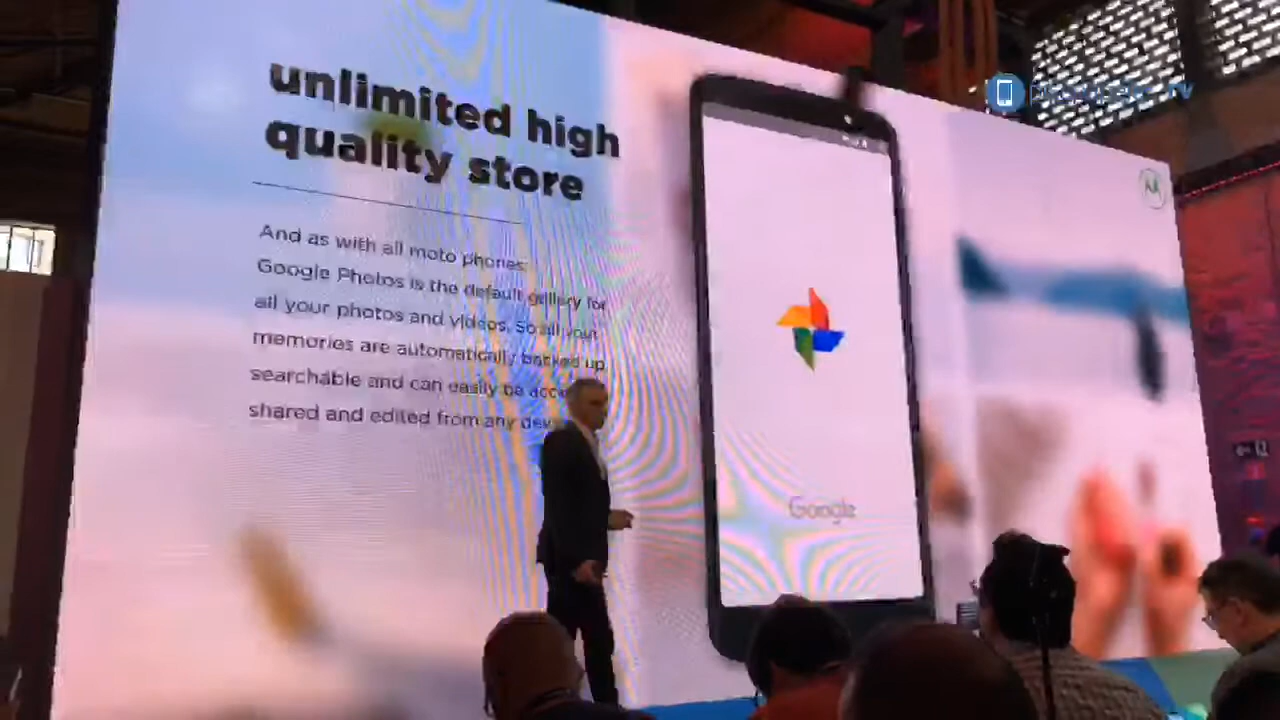 unlimited high
quality store
And as with all moto phones:
Google Photos is the default gallery for
all your photos and videos. So all your
memories are automatically backed up,
searchable and can easily be
shared and edited from any
Google
TV